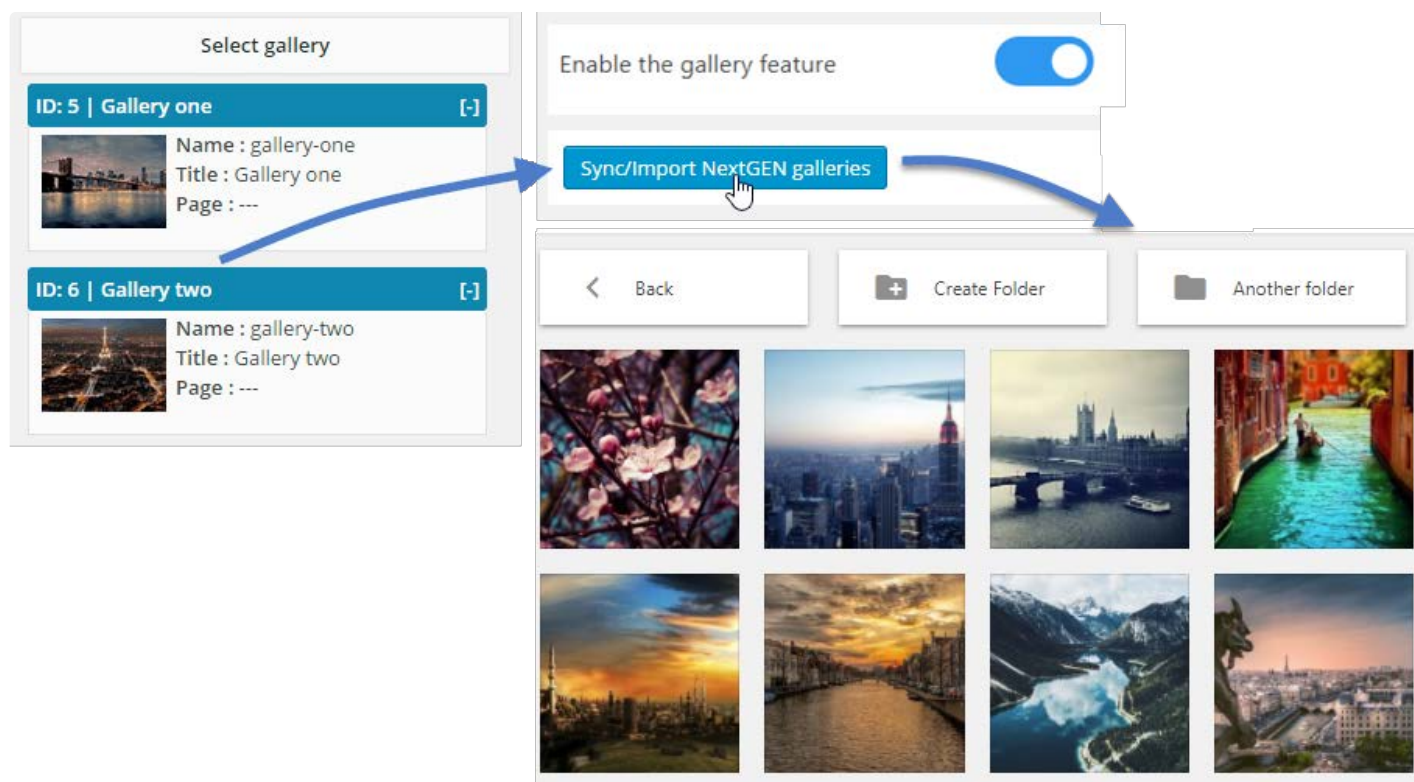 Select gallery
ID: 5 | Gallery one [-]
Name : gallery-one
Title : Gallery one
Page : ---
ID: 6 | Gallery two [-]
Name : gallery-two
Title : Gallery two
Page : ---
Enable the gallery feature
Sync/Import NextGEN galleries
Back
Create Folder
Another folder